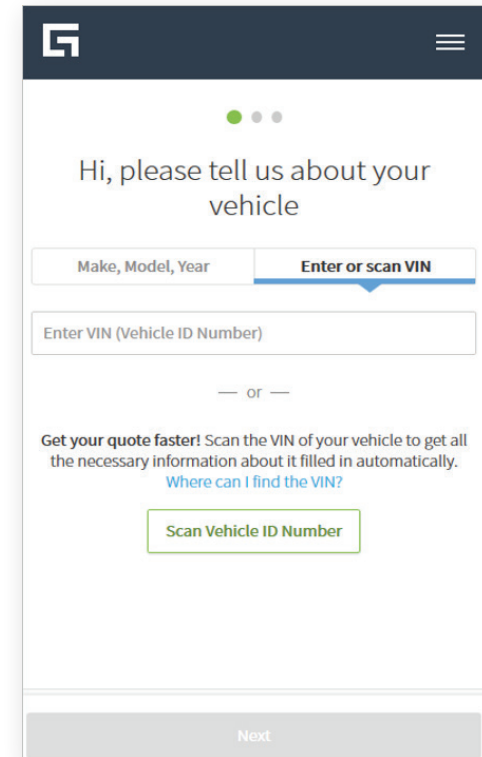 Hi, please tell us about your
vehicle
Make, Model, Year
Enter or scan VIN
Enter VIN (Vehicle ID Number)
— or —
Get your quote faster! Scan the VIN of your vehicle to get all
the necessary information about it filled in automatically.
Where can I find the VIN?
Scan Vehicle ID Number
Next